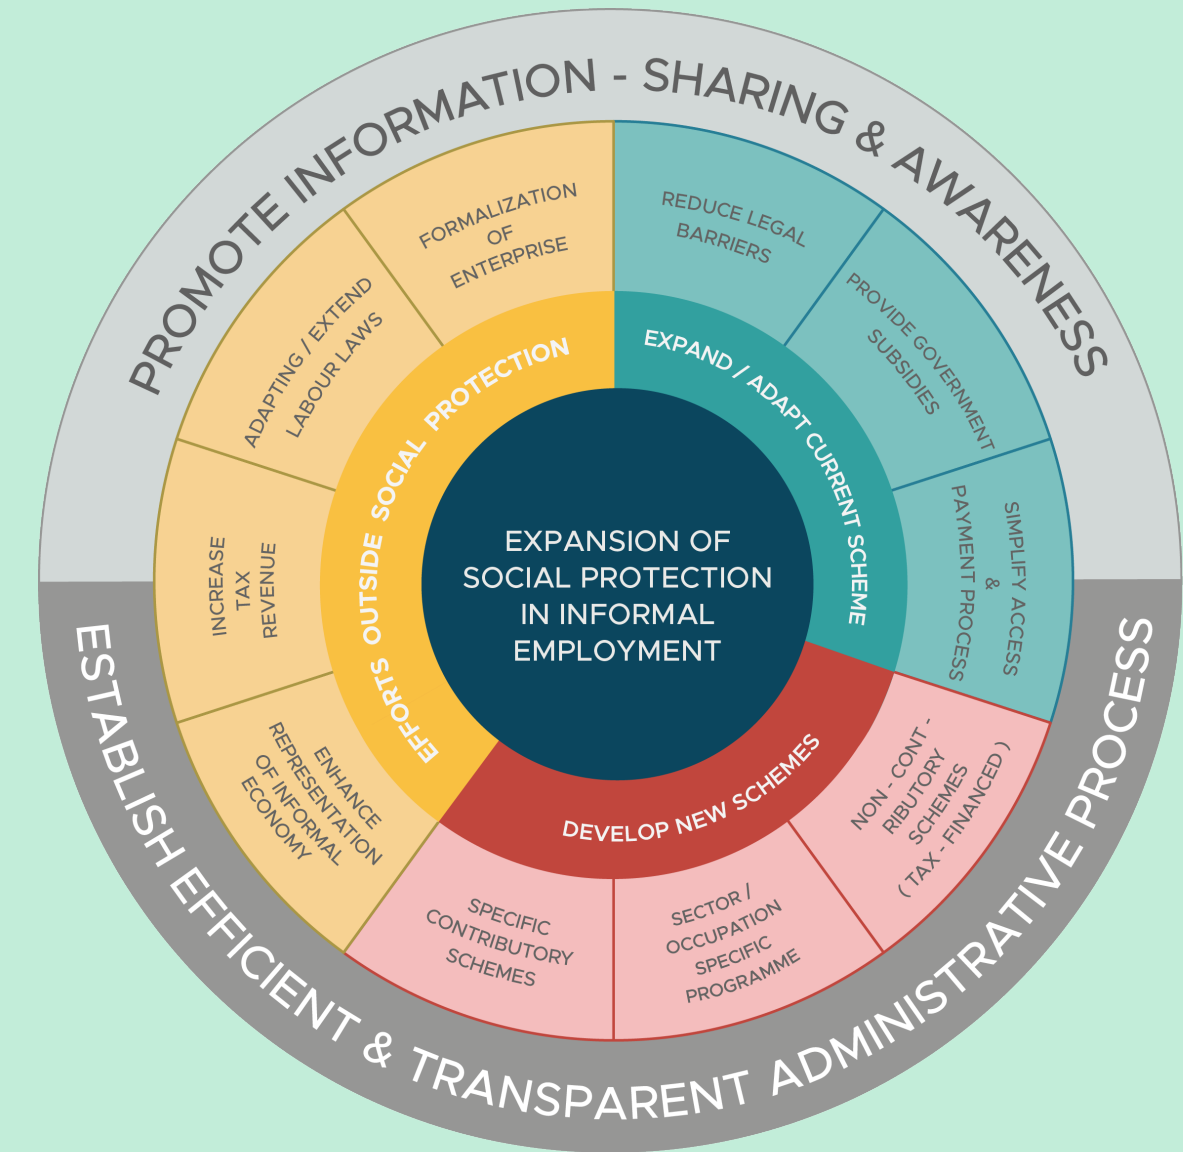 PROMOTE INFORMATION - SHARING & AWARENESS
FORMALIZATION
OF
ENTERPRISE
REDUCE LEGAL
BARRIERS
PROVIDE GOVERNMENT
SUBSIDIES
SIMPLIFY ACCESS
&
PAYMENT PROCESS
NON - CONT -
RIBUTORY
SCHEMES
( TAX - FINANCED )
SECTOR /
OCCUPATION
SPECIFIC
PROGRAMME
SPECIFIC
CONTRIBUTORY
SCHEMES
ENHANCE
REPRESENTATION
OF INFORMAL
ECONOMY
INCREASE
TAX
REVENUE
ADAPTING / EXTEND
LABOUR LAWS
EFFORTS OUTSIDE SOCIAL PROTECTION
EXPAND / ADAPT CURRENT SCHEME
DEVELOP NEW SCHEMES
EXPANSION OF
SOCIAL PROTECTION
IN INFORMAL
EMPLOYMENT
ESTABLISH EFFICIENT & TRANSPARENT ADMINISTRATIVE PROCESS